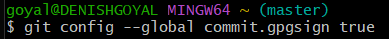 goyal@DENISHGOYAL MINGW64 ~ (master)
$ git config --global commit.gpgsign true